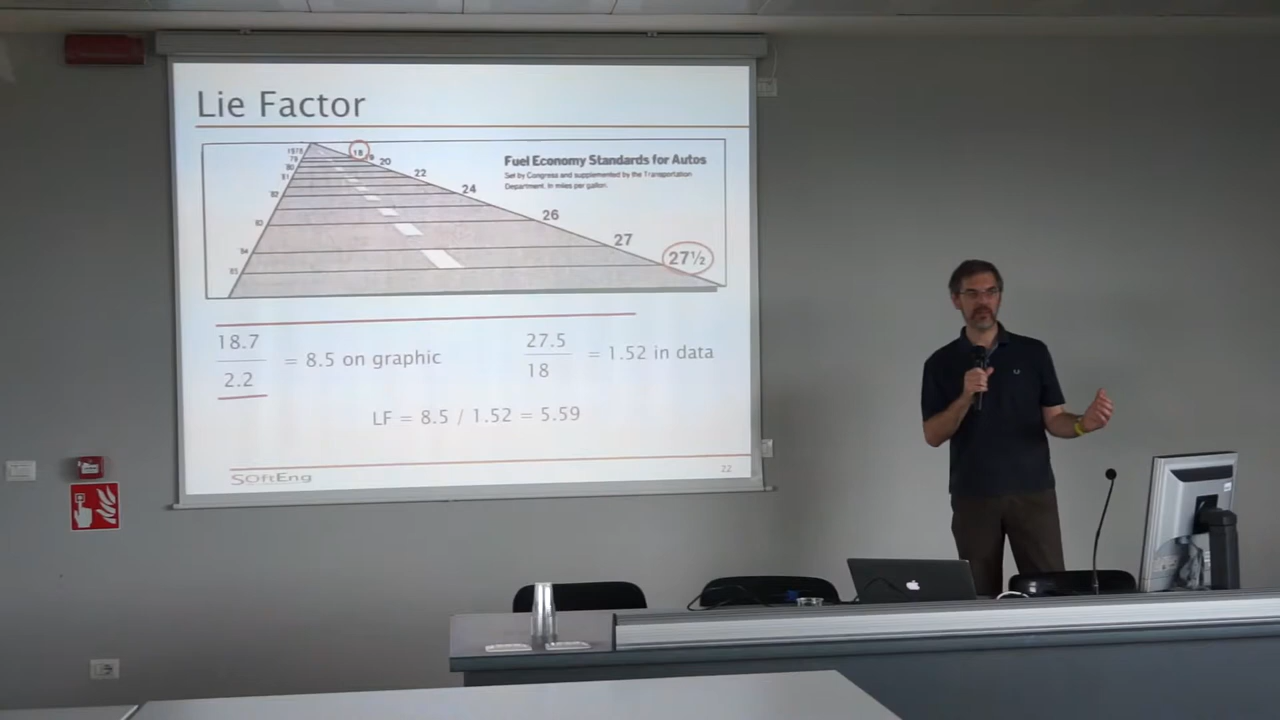 Lie Factor
1978
79
80
81
82
83
84
85
18
19
20
22
24
26
27
27½
Fuel Economy Standards for Autos
Set by Congress and supplemented by the Transportation
Department. In miles per gallon.
18.7
2.2
= 8.5 on graphic
27.5
18
= 1.52 in data
LF = 8.5 / 1.52 = 5.59
SOftEng
22